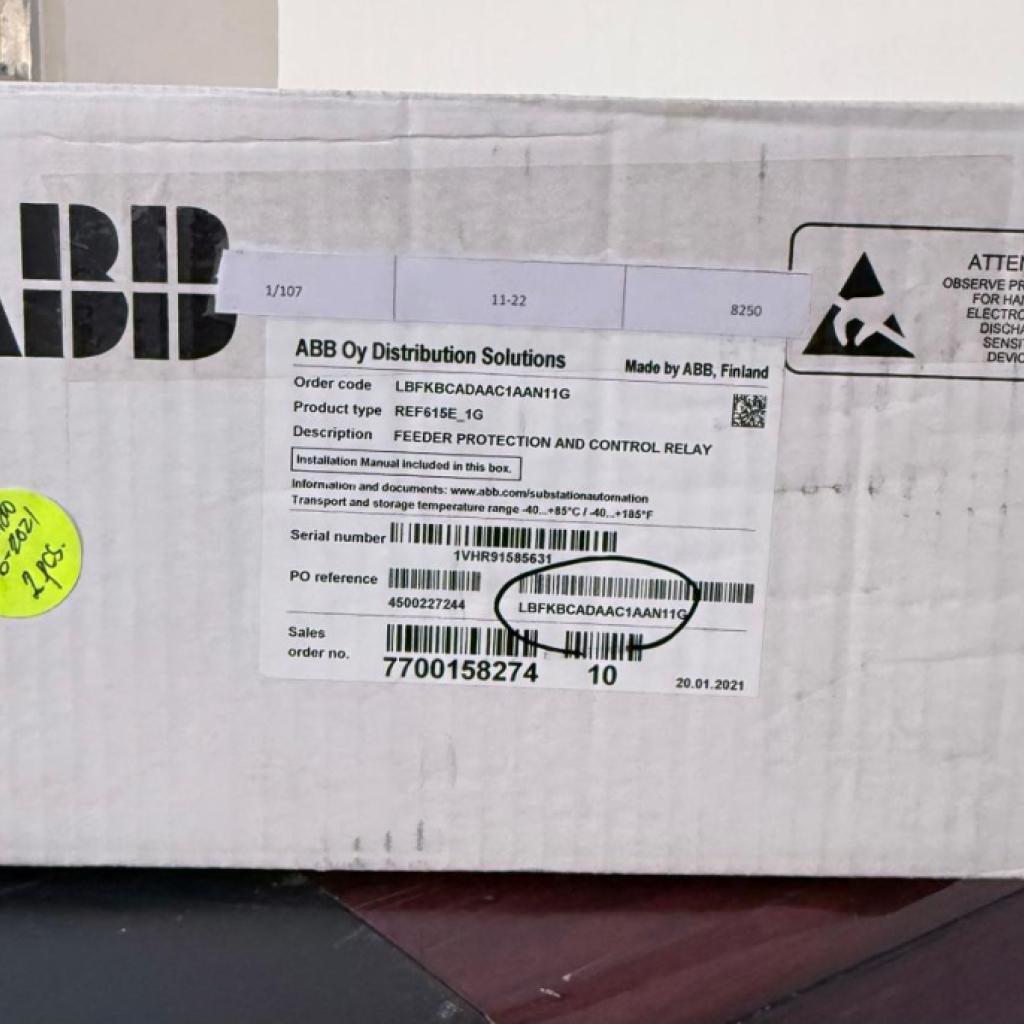 ABB
1/107 11-22 8250
ABB Oy Distribution Solutions Made by ABB, Finland
Order code LBFKBCADAAC1AAN11G
Product type REF615E_1G
Description FEEDER PROTECTION AND CONTROL RELAY
Installation Manual included in this box.
Information and documents: www.abb.com/substationautomation
Transport and storage temperature range -40...+85°C / -40...+185°F
Serial number
1VHR91585631
PO reference
4500227244 LBFKBCADAAC1AAN11G
Sales
order no.
7700158274 10 20.01.2021
ATTEN
OBSERVE PR
FOR HAN
ELECTRO
DISCHA
SENSIT
DEVIC
2 pcs.